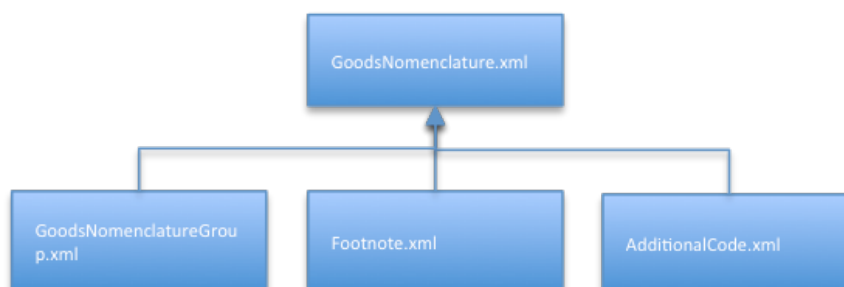 GoodsNomenclature.xml
GoodsNomenclatureGrou
p.xml
Footnote.xml
AdditionalCode.xml